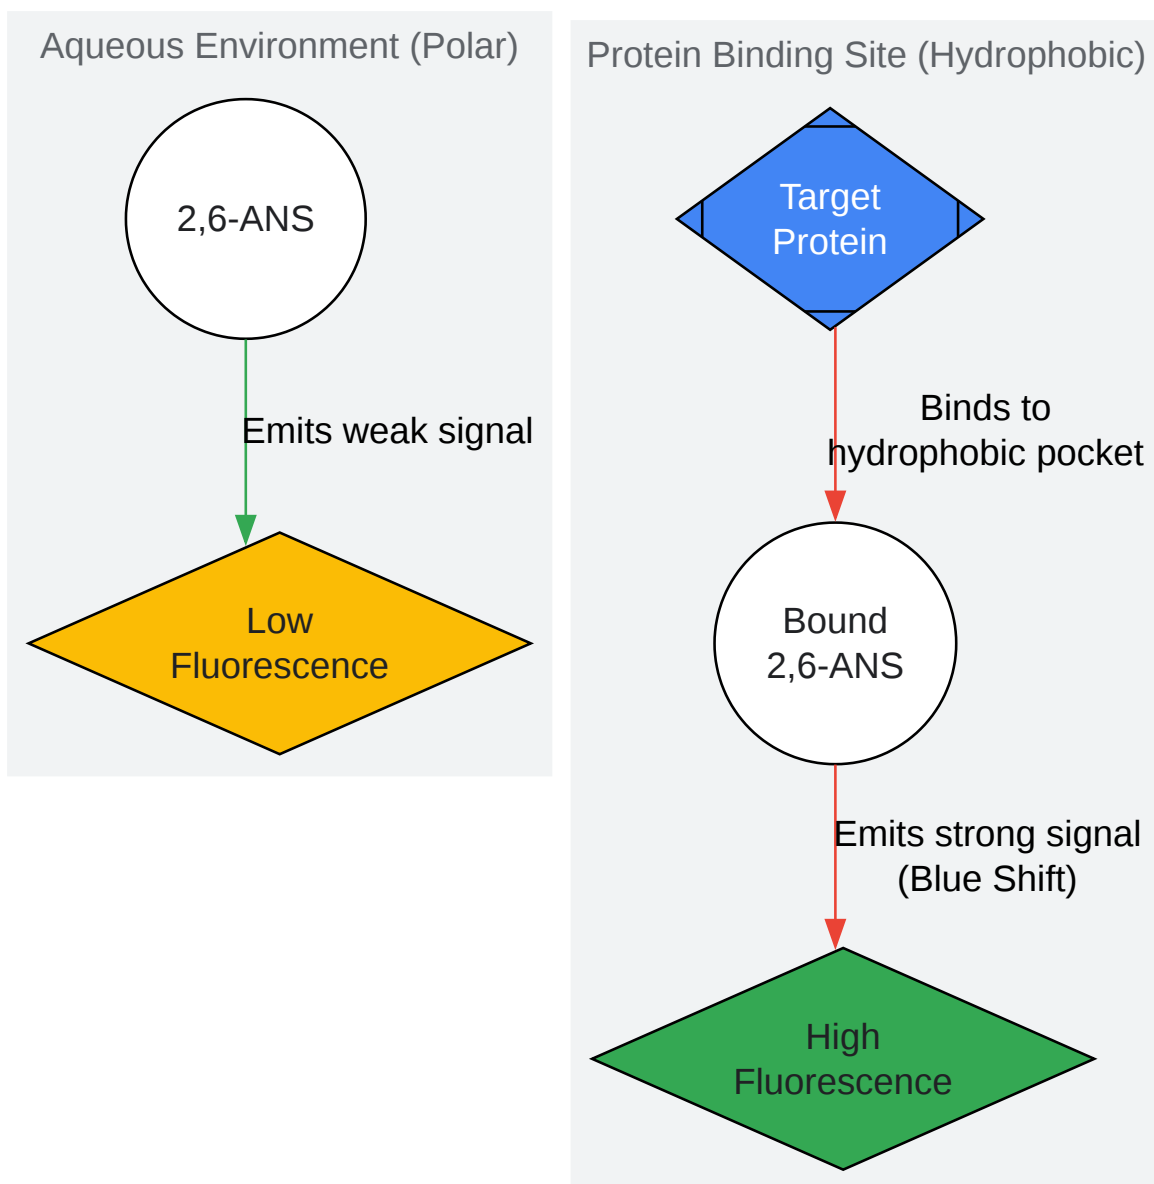 Aqueous Environment (Polar)
2,6-ANS
Emits weak signal
Low
Fluorescence
Protein Binding Site (Hydrophobic)
Target
Protein
Binds to
hydrophobic pocket
Bound
2,6-ANS
Emits strong signal
(Blue Shift)
High
Fluorescence